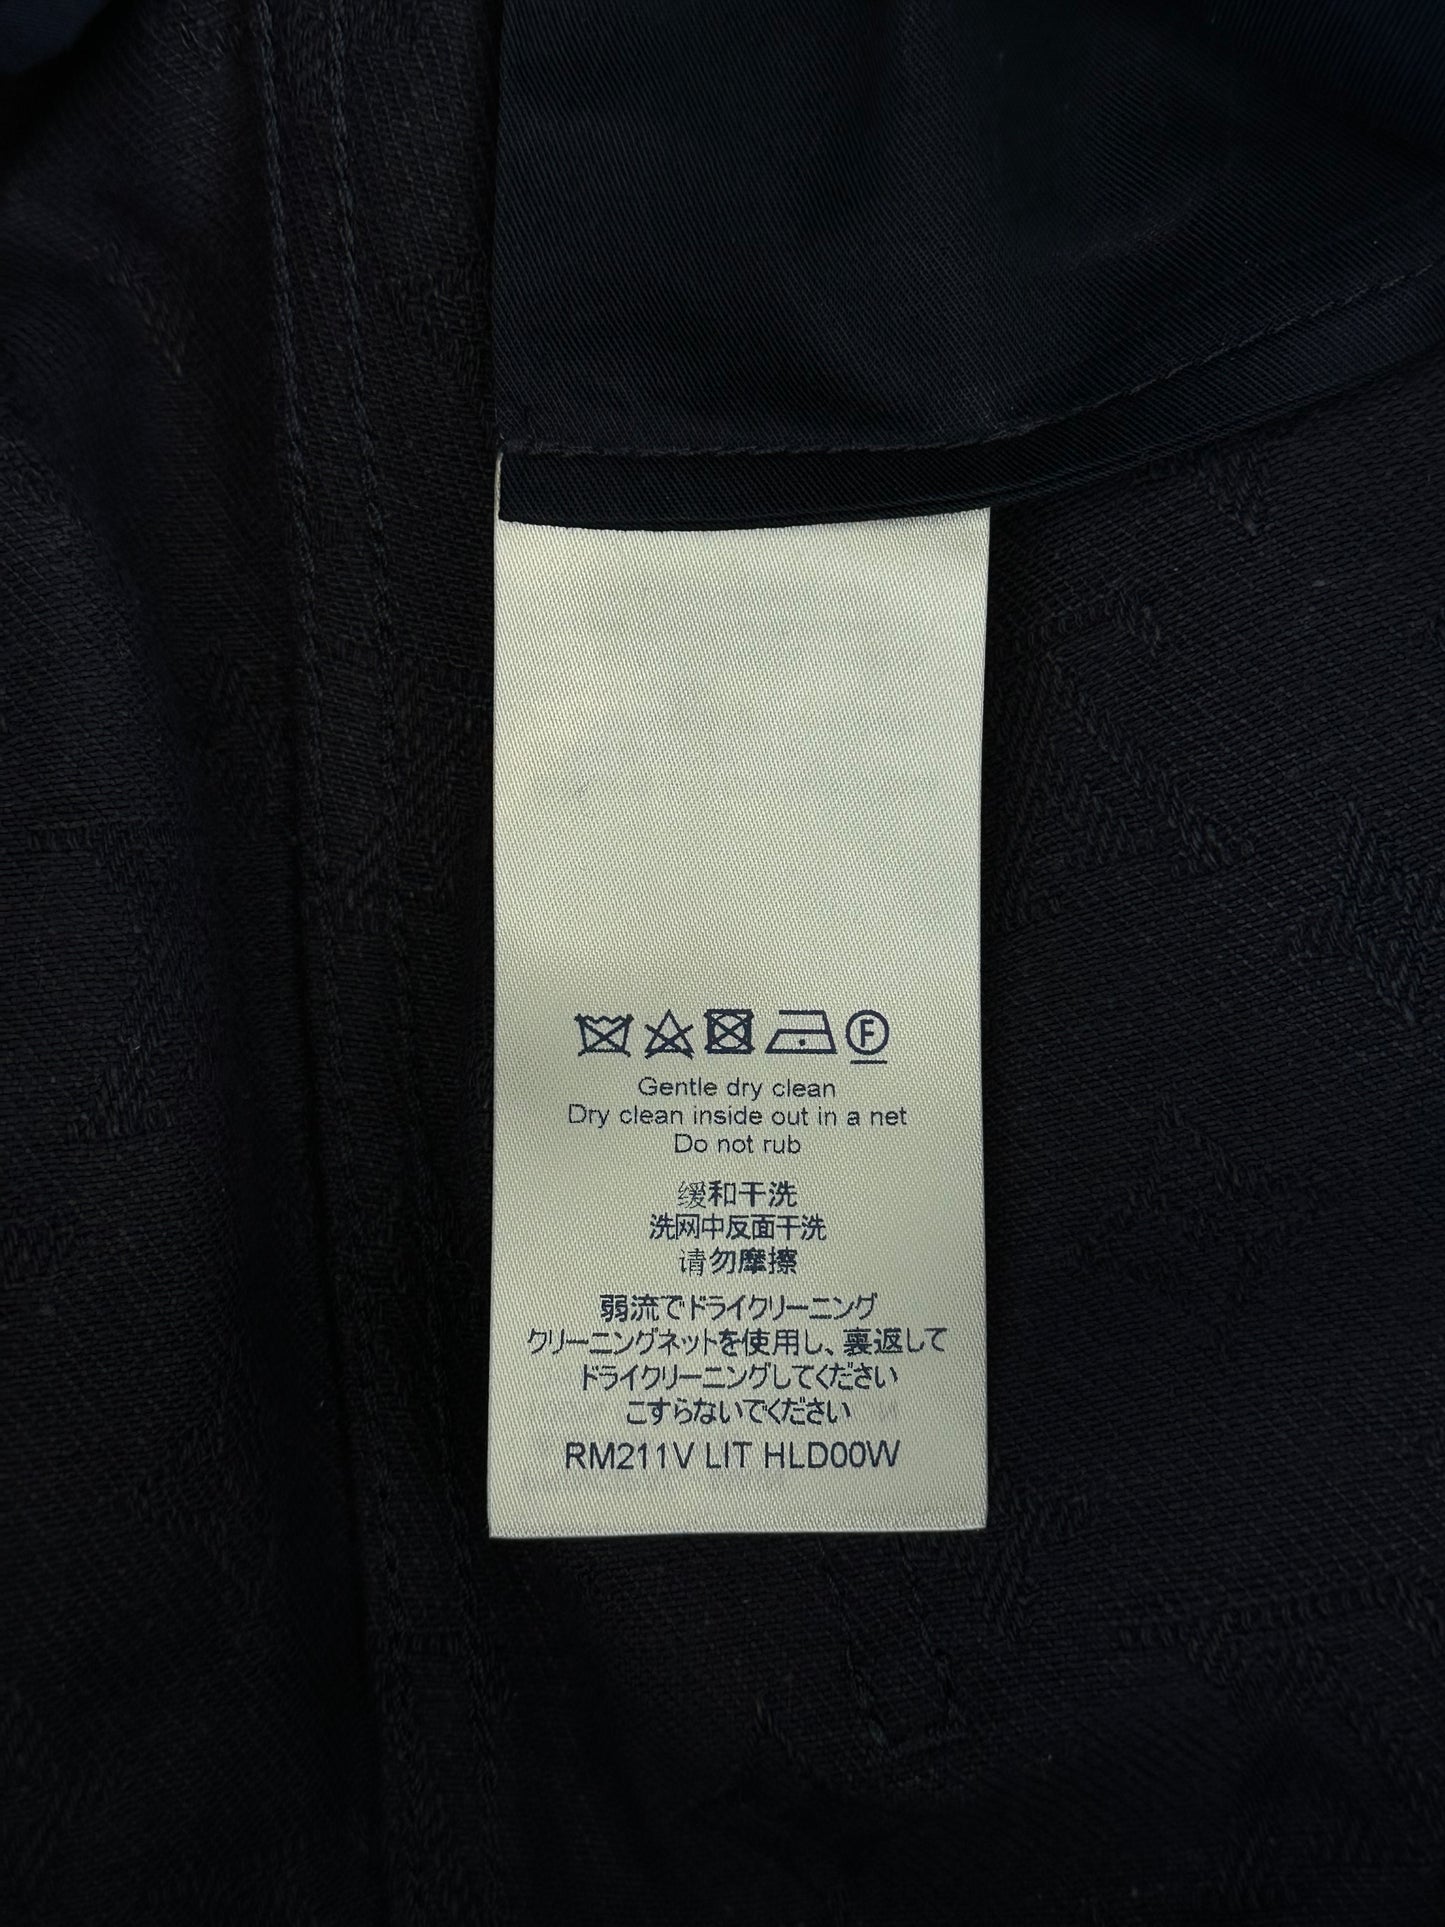 F
Gentle dry clean
Dry clean inside out in a net
Do not rub
缓和干洗
洗网中反面干洗
请勿摩擦
弱流でドライクリーニング
クリーニングネットを使用し、裏返して
ドライクリーニングしてください
こすらないでください
RM211V LIT HLD00W